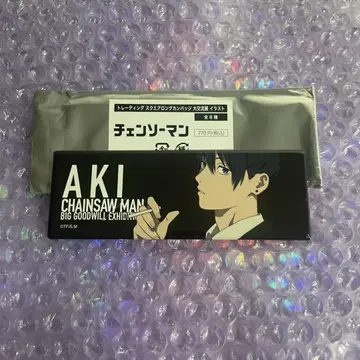 トレーディング スクエアロングカンバッジ 大交流展 イラスト
全8種
チェンソーマン
AKI
CHAINSAW MAN
BIG GOODWILL EXHIBITION
©TF/S,M